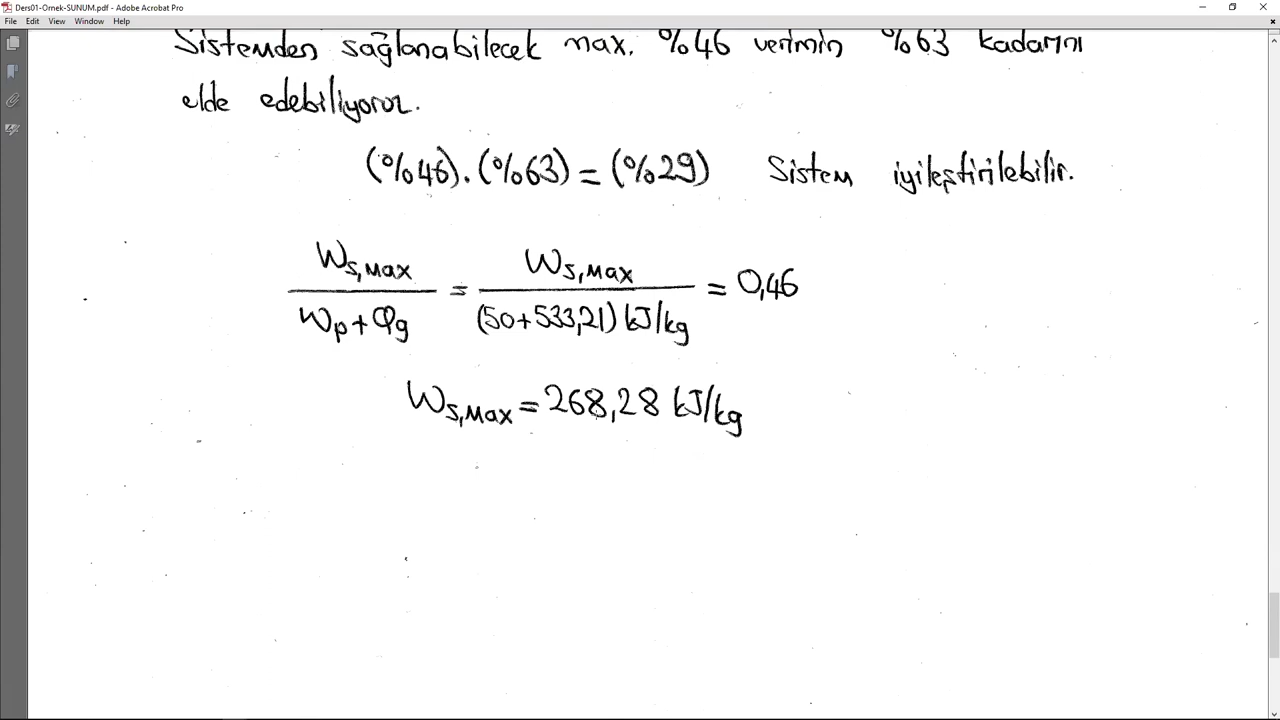 Ders01-Ornek-SUNUM.pdf - Adobe Acrobat Pro
File Edit View Window Help
Sistemden sağlanabilecek max. %46 verimin %63 kadarını
elde edebiliyoruz.
(%46).(%63)=(%29) Sistem iyileştirilebilir.
Ws,max / Wp+Qg = Ws,max / (50+533,21) kJ/kg = 0,46
Ws,max = 268,28 kJ/kg